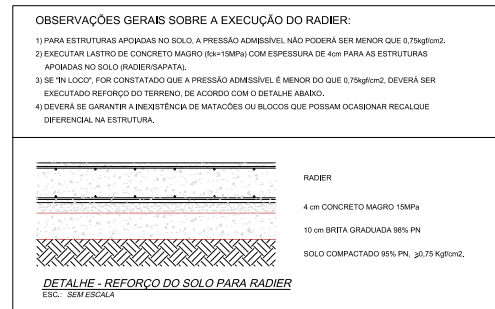 OBSERVAÇÕES GERAIS SOBRE A EXECUÇÃO DO RADIER:
1) PARA ESTRUTURAS APOIADAS NO SOLO, A PRESSÃO ADMISSÍVEL NÃO PODERÁ SER MENOR QUE 0,75kgf/cm2.
2) EXECUTAR LASTRO DE CONCRETO MAGRO (fck=15MPa) COM ESPESSURA DE 4cm PARA AS ESTRUTURAS
APOIADAS NO SOLO (RADIER/SAPATA).
3) SE "IN LOCO", FOR CONSTATADO QUE A PRESSÃO ADMISSÍVEL É MENOR DO QUE 0,75kgf/cm2, DEVERÁ SER
EXECUTADO REFORÇO DO TERRENO, DE ACORDO COM O DETALHE ABAIXO.
4) DEVERÁ SE GARANTIR A INEXISTÊNCIA DE MATACÕES OU BLOCOS QUE POSSAM OCASIONAR RECALQUE
DIFERENCIAL NA ESTRUTURA.
RADIER
4 cm CONCRETO MAGRO 15MPa
10 cm BRITA GRADUADA 98% PN
SOLO COMPACTADO 95% PN, ≥0,75 Kgf/cm2.
DETALHE - REFORÇO DO SOLO PARA RADIER
ESC.: SEM ESCALA